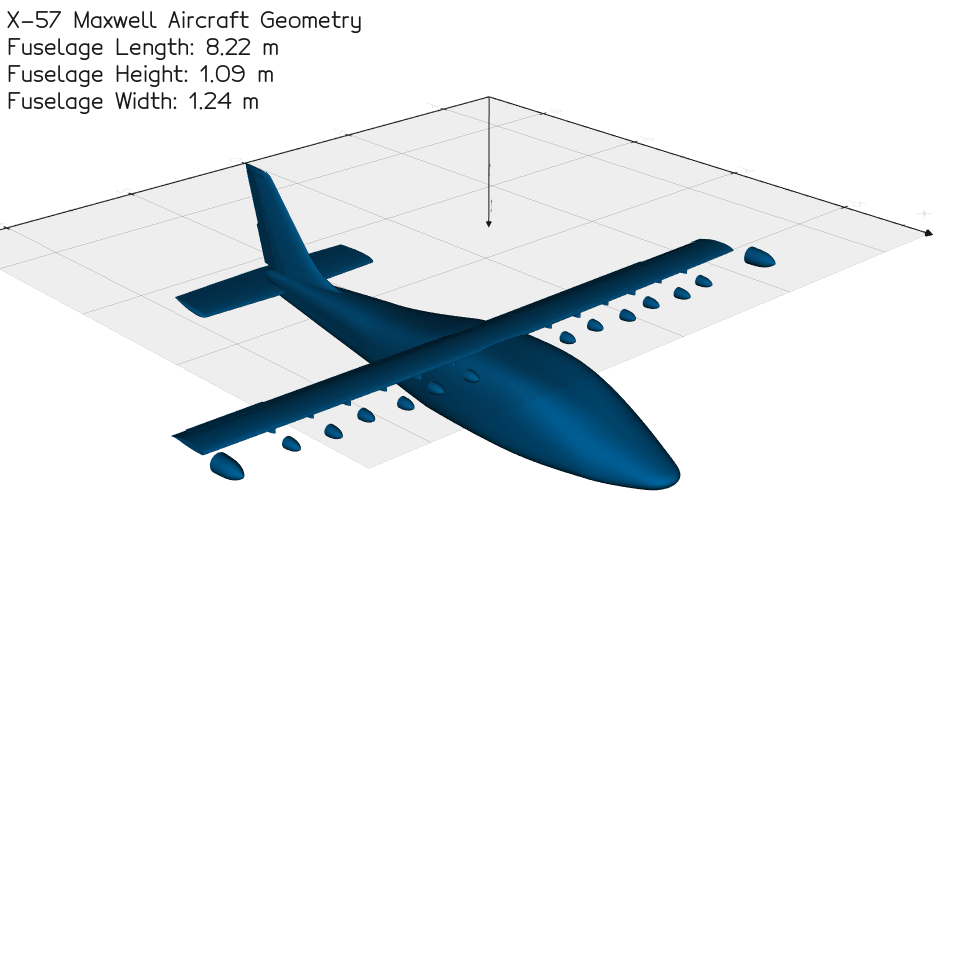 X-57 Maxwell Aircraft Geometry
Fuselage Length: 8.22 m
Fuselage Height: 1.09 m
Fuselage Width: 1.24 m